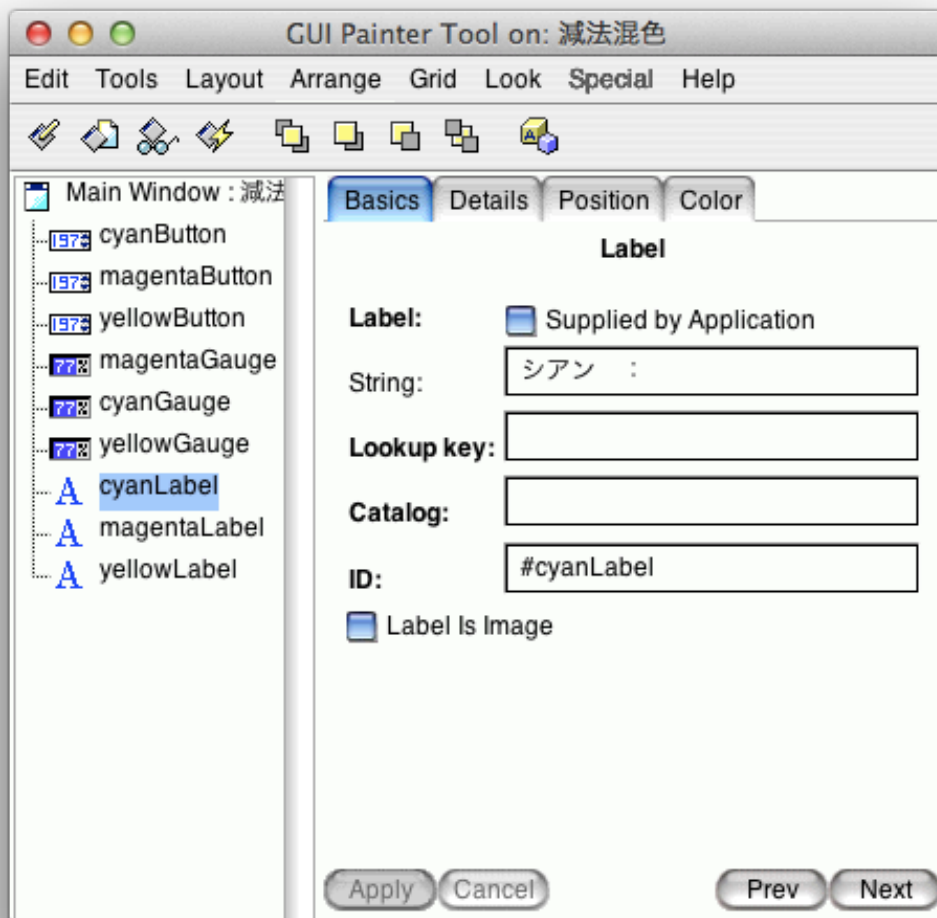 GUI Painter Tool on: 減法混色
Edit Tools Layout Arrange Grid Look Special Help
Main Window : 減法
cyanButton
magentaButton
yellowButton
magentaGauge
cyanGauge
yellowGauge
cyanLabel
magentaLabel
yellowLabel
Basics Details Position Color
Label
Label: Supplied by Application
String: シアン　：
Lookup key:
Catalog:
ID: #cyanLabel
Label Is Image
Apply Cancel Prev Next